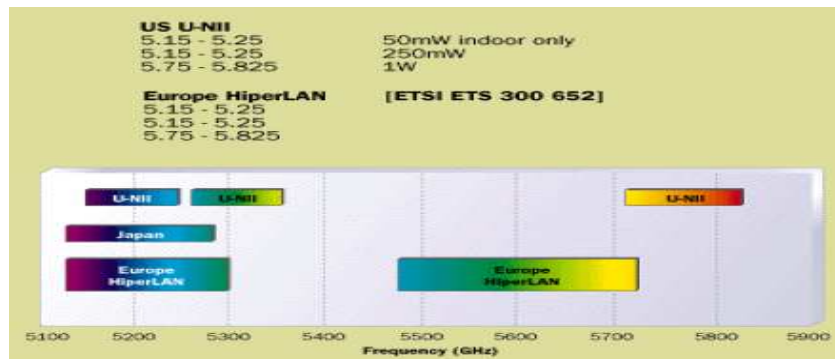 US U-NII
5.15 - 5.25 50mW indoor only
5.15 - 5.25 250mW
5.75 - 5.825 1W
Europe HiperLAN [ETSI ETS 300 652]
5.15 - 5.25
5.15 - 5.25
5.75 - 5.825
U-NII U-NII U-NII
Japan
Europe
HiperLAN
Europe
HiperLAN
5100 5200 5300 5400 5500 5600 5700 5800 5900
Frequency (GHz)